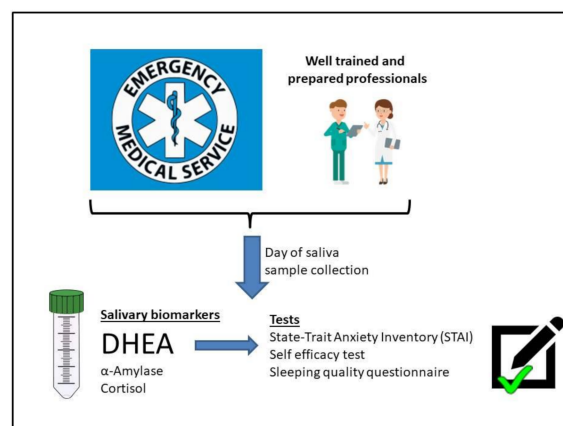 EMERGENCY
MEDICAL SERVICE
Well trained and
prepared professionals
Day of saliva
sample collection
Salivary biomarkers
DHEA
α-Amylase
Cortisol
Tests
State-Trait Anxiety Inventory (STAI)
Self efficacy test
Sleeping quality questionnaire